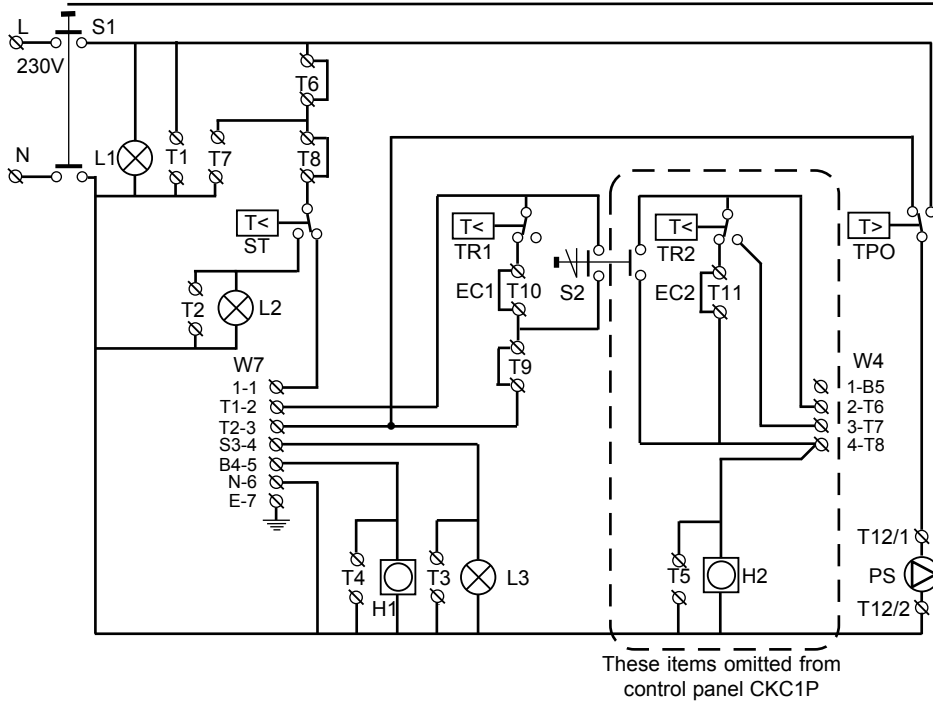 L
S1
230V
T6
N
L1
T1
T7
T8
T<
ST
T<
TR1
T<
TR2
T>
TPO
EC1
T10
S2
EC2
T11
T2
L2
T9
W7
1-1
T1-2
T2-3
S3-4
B4-5
N-6
E-7
W4
1-B5
2-T6
3-T7
4-T8
T4
H1
T3
L3
T5
H2
T12/1
PS
T12/2
These items omitted from
control panel CKC1P